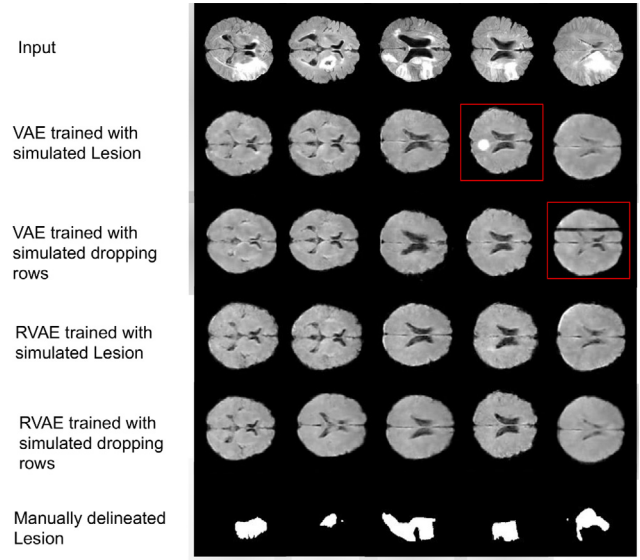 Input
VAE trained with
simulated Lesion
VAE trained with
simulated dropping
rows
RVAE trained with
simulated Lesion
RVAE trained with
simulated dropping
rows
Manually delineated
Lesion